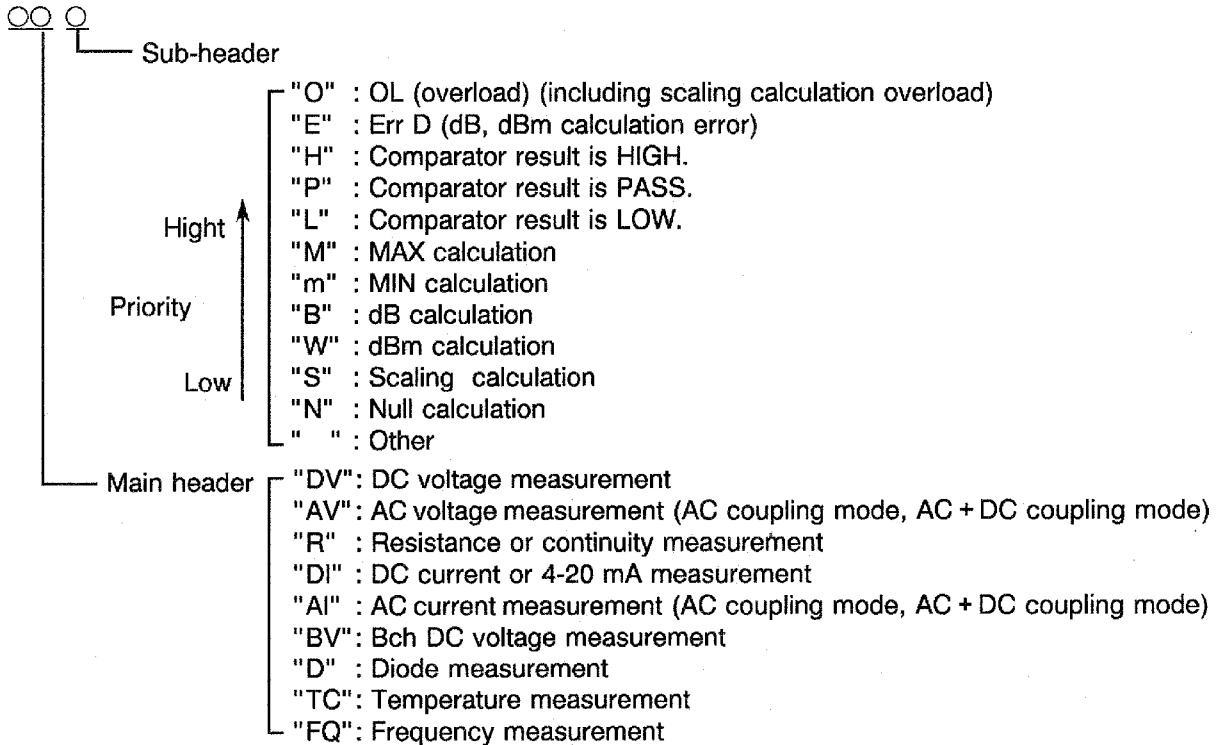 ○○ ○
Sub-header
"O" : OL (overload) (including scaling calculation overload)
"E" : Err D (dB, dBm calculation error)
"H" : Comparator result is HIGH.
"P" : Comparator result is PASS.
"L" : Comparator result is LOW.
"M" : MAX calculation
"m" : MIN calculation
"B" : dB calculation
"W" : dBm calculation
"S" : Scaling calculation
"N" : Null calculation
" " : Other
Hight
Priority
Low
Main header
"DV": DC voltage measurement
"AV": AC voltage measurement (AC coupling mode, AC + DC coupling mode)
"R" : Resistance or continuity measurement
"DI" : DC current or 4-20 mA measurement
"AI" : AC current measurement (AC coupling mode, AC + DC coupling mode)
"BV": Bch DC voltage measurement
"D" : Diode measurement
"TC": Temperature measurement
"FQ": Frequency measurement